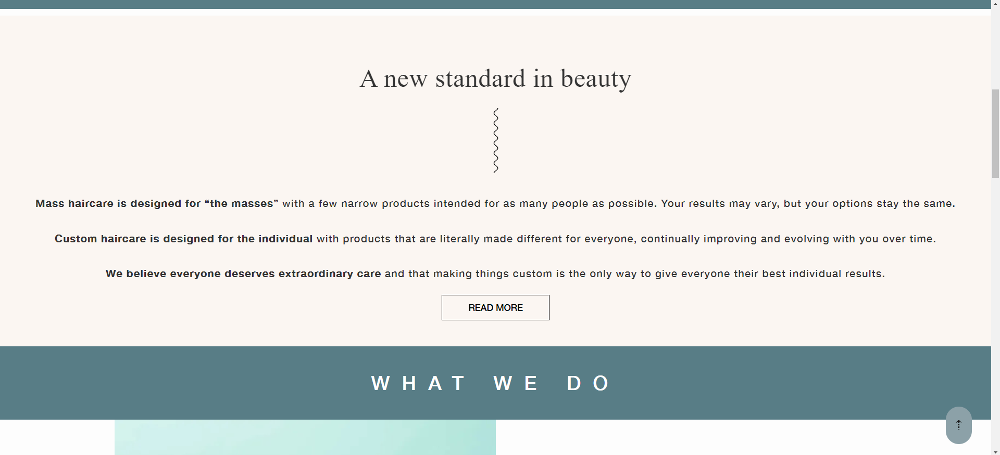 A new standard in beauty
Mass haircare is designed for “the masses” with a few narrow products intended for as many people as possible. Your results may vary, but your options stay the same.
Custom haircare is designed for the individual with products that are literally made different for everyone, continually improving and evolving with you over time.
We believe everyone deserves extraordinary care and that making things custom is the only way to give everyone their best individual results.
READ MORE
WHAT WE DO